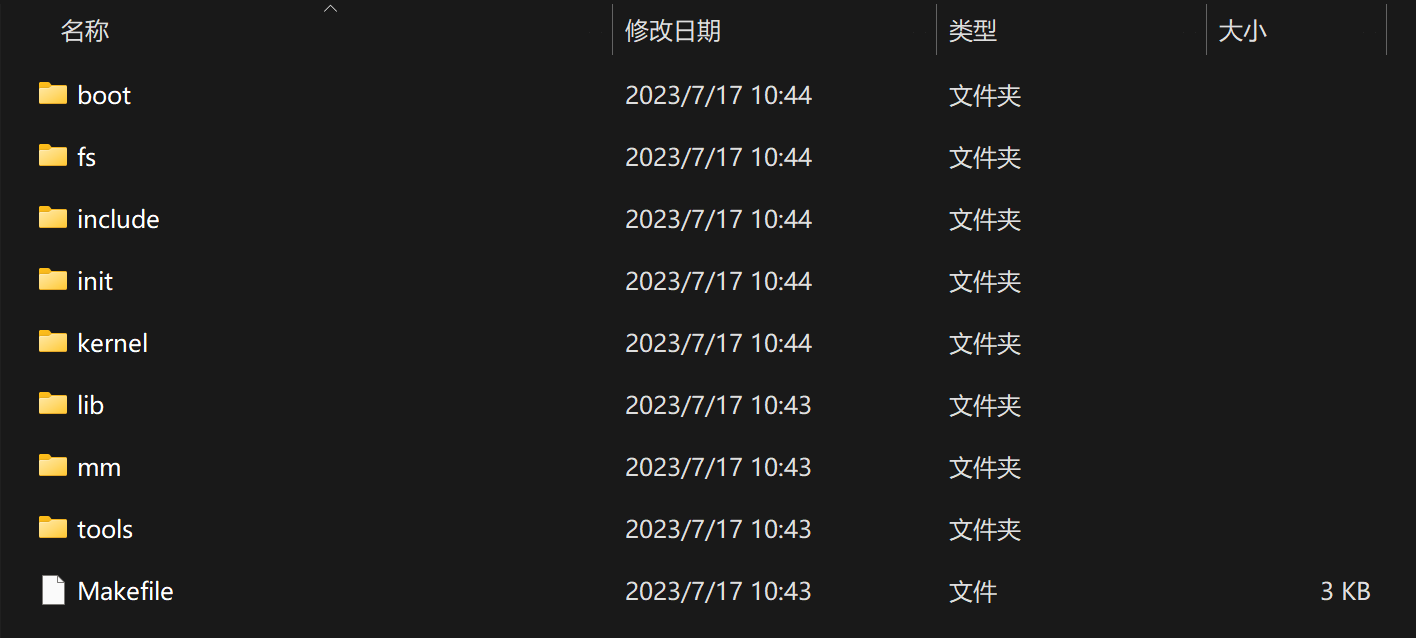 名称 修改日期 类型 大小
boot 2023/7/17 10:44 文件夹
fs 2023/7/17 10:44 文件夹
include 2023/7/17 10:44 文件夹
init 2023/7/17 10:44 文件夹
kernel 2023/7/17 10:44 文件夹
lib 2023/7/17 10:43 文件夹
mm 2023/7/17 10:43 文件夹
tools 2023/7/17 10:43 文件夹
Makefile 2023/7/17 10:43 文件 3 KB